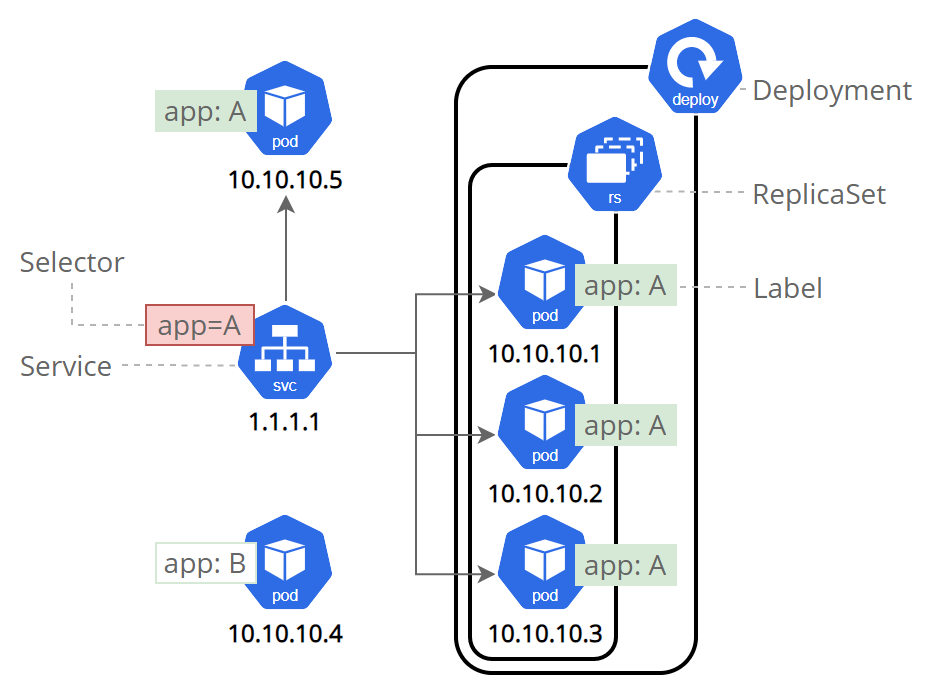 deploy
Deployment
app: A
pod
10.10.10.5
rs
ReplicaSet
Selector
app=A
Service
svc
1.1.1.1
pod
app: A
Label
10.10.10.1
pod
app: A
10.10.10.2
app: B
pod
10.10.10.4
pod
app: A
10.10.10.3